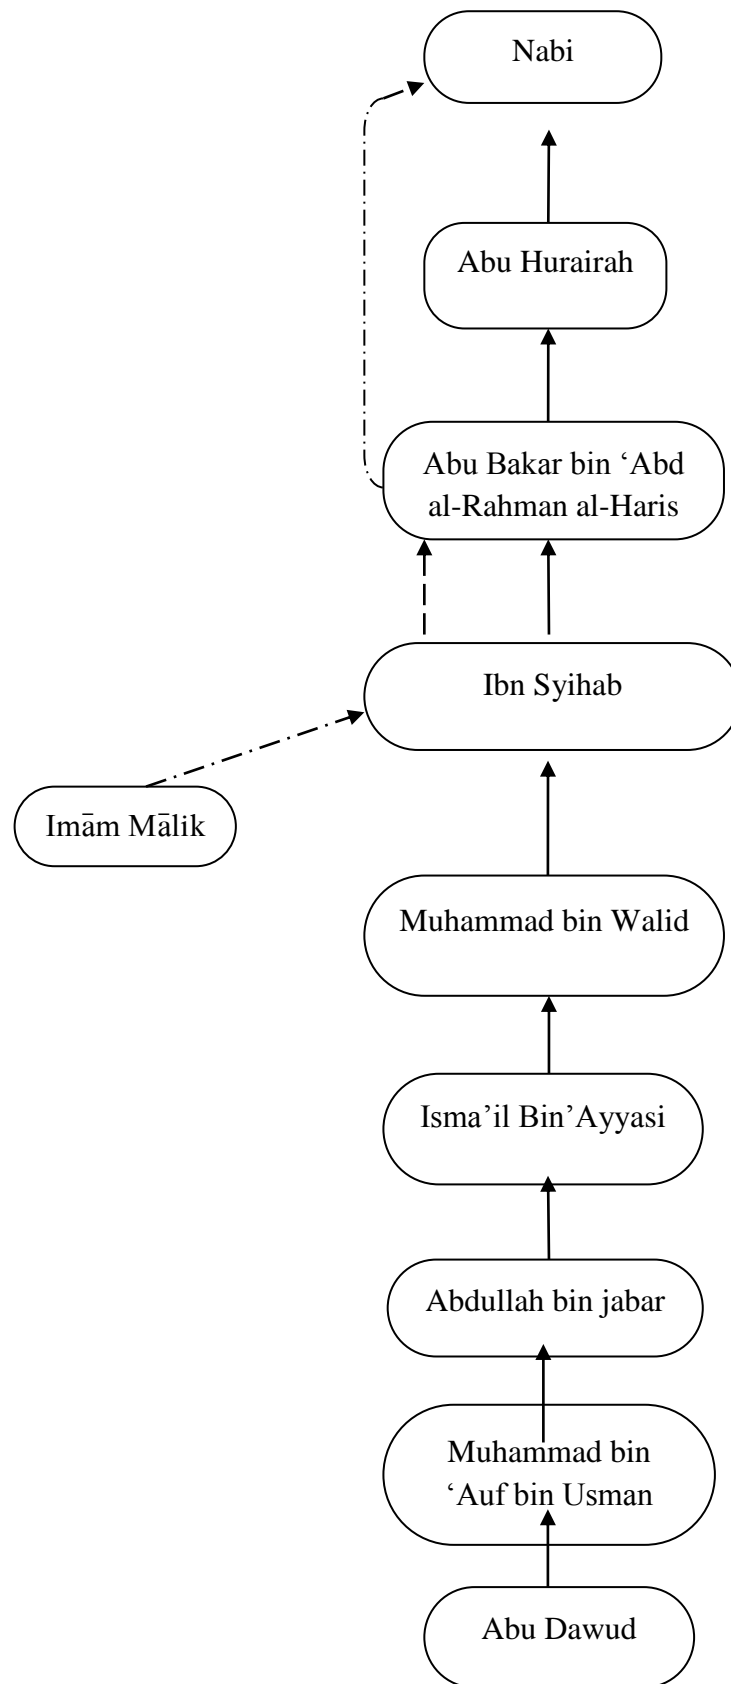 Nabi
Abu Hurairah
Abu Bakar bin ‘Abd
al-Rahman al-Haris
Ibn Syihab
Imām Mālik
Muhammad bin Walid
Isma’il Bin’Ayyasi
Abdullah bin jabar
Muhammad bin
‘Auf bin Usman
Abu Dawud